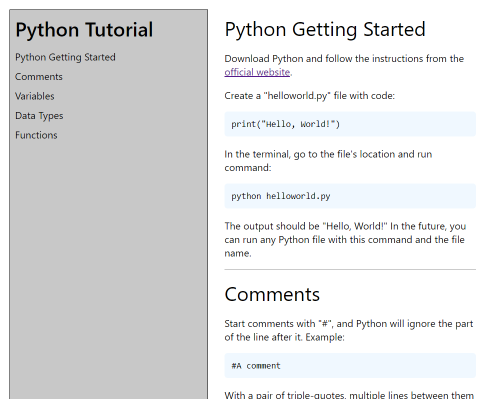 Python Tutorial
Python Getting Started
Comments
Variables
Data Types
Functions
Python Getting Started
Download Python and follow the instructions from the
official website.
Create a "helloworld.py" file with code:
print("Hello, World!")
In the terminal, go to the file's location and run
command:
python helloworld.py
The output should be "Hello, World!" In the future, you
can run any Python file with this command and the file
name.
Comments
Start comments with "#", and Python will ignore the part
of the line after it. Example:
#A comment
With a pair of triple-quotes, multiple lines between them